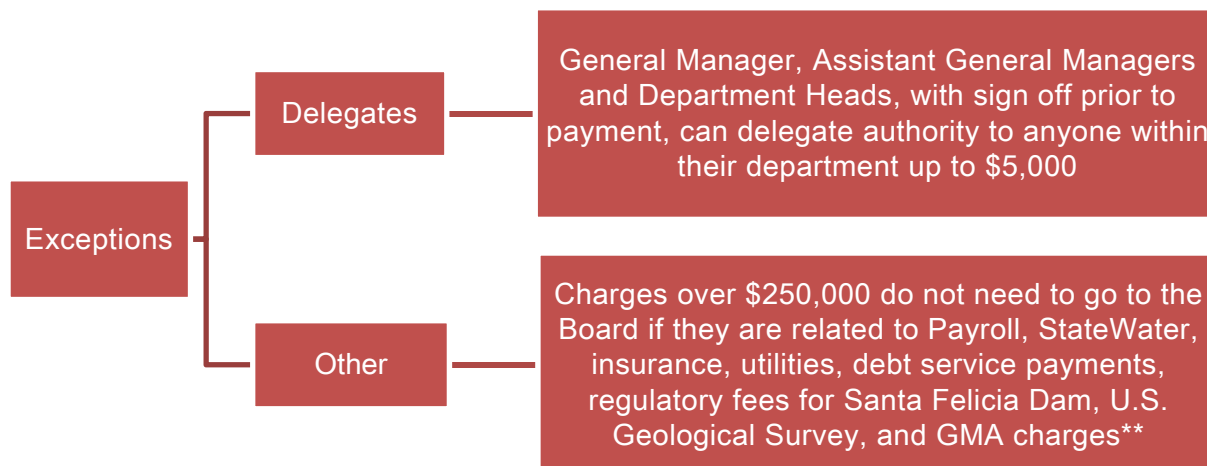 Exceptions
Delegates
General Manager, Assistant General Managers
and Department Heads, with sign off prior to
payment, can delegate authority to anyone within
their department up to $5,000
Other
Charges over $250,000 do not need to go to the
Board if they are related to Payroll, StateWater,
insurance, utilities, debt service payments,
regulatory fees for Santa Felicia Dam, U.S.
Geological Survey, and GMA charges**